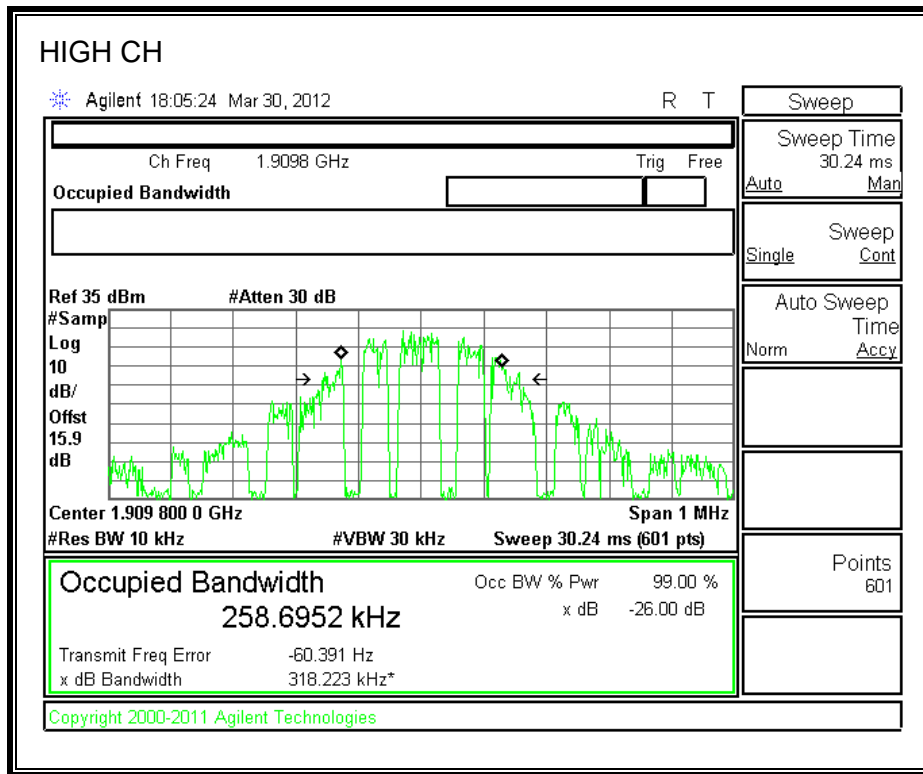 HIGH CH
Agilent 18:05:24 Mar 30, 2012 R T
Sweep
Ch Freq 1.9098 GHz Trig Free
Occupied Bandwidth
Sweep Time
30.24 ms
Auto Man
Sweep
Single Cont
Auto Sweep
Time
Norm Accy
Points
601
Ref 35 dBm #Atten 30 dB
#Samp
Log
10
dB/
Offst
15.9
dB
Center 1.909 800 0 GHz Span 1 MHz
#Res BW 10 kHz #VBW 30 kHz Sweep 30.24 ms (601 pts)
Occupied Bandwidth Occ BW % Pwr 99.00 %
258.6952 kHz x dB -26.00 dB
Transmit Freq Error -60.391 Hz
x dB Bandwidth 318.223 kHz*
Copyright 2000-2011 Agilent Technologies